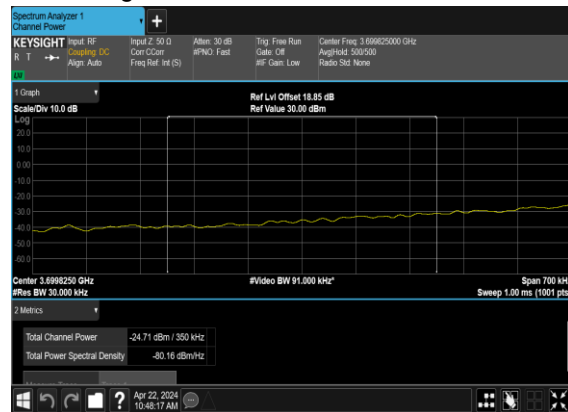 Spectrum Analyzer 1
Channel Power
+
KEYSIGHT Input: RF Input Z: 50 Ω Atten: 30 dB Trig: Free Run Center Freq: 3.699825000 GHz
R T Coupling: DC Corr CCorr #PNO: Fast Gate: Off Avg|Hold: 500/500
Align: Auto Freq Ref: Int (S) #IF Gain: Low Radio Std: None
1 Graph Ref Lvl Offset 18.85 dB
Scale/Div 10.0 dB Ref Value 30.00 dBm
Log
20.0
10.0
0.00
-10.0
-20.0
-30.0
-40.0
-50.0
-60.0
Center 3.6998250 GHz #Video BW 91.000 kHz* Span 700 kH
#Res BW 30.000 kHz Sweep 1.00 ms (1001 pts
2 Metrics
Total Channel Power -24.71 dBm / 350 kHz
Total Power Spectral Density -80.16 dBm/Hz
? Apr 22, 2024
10:48:17 AM